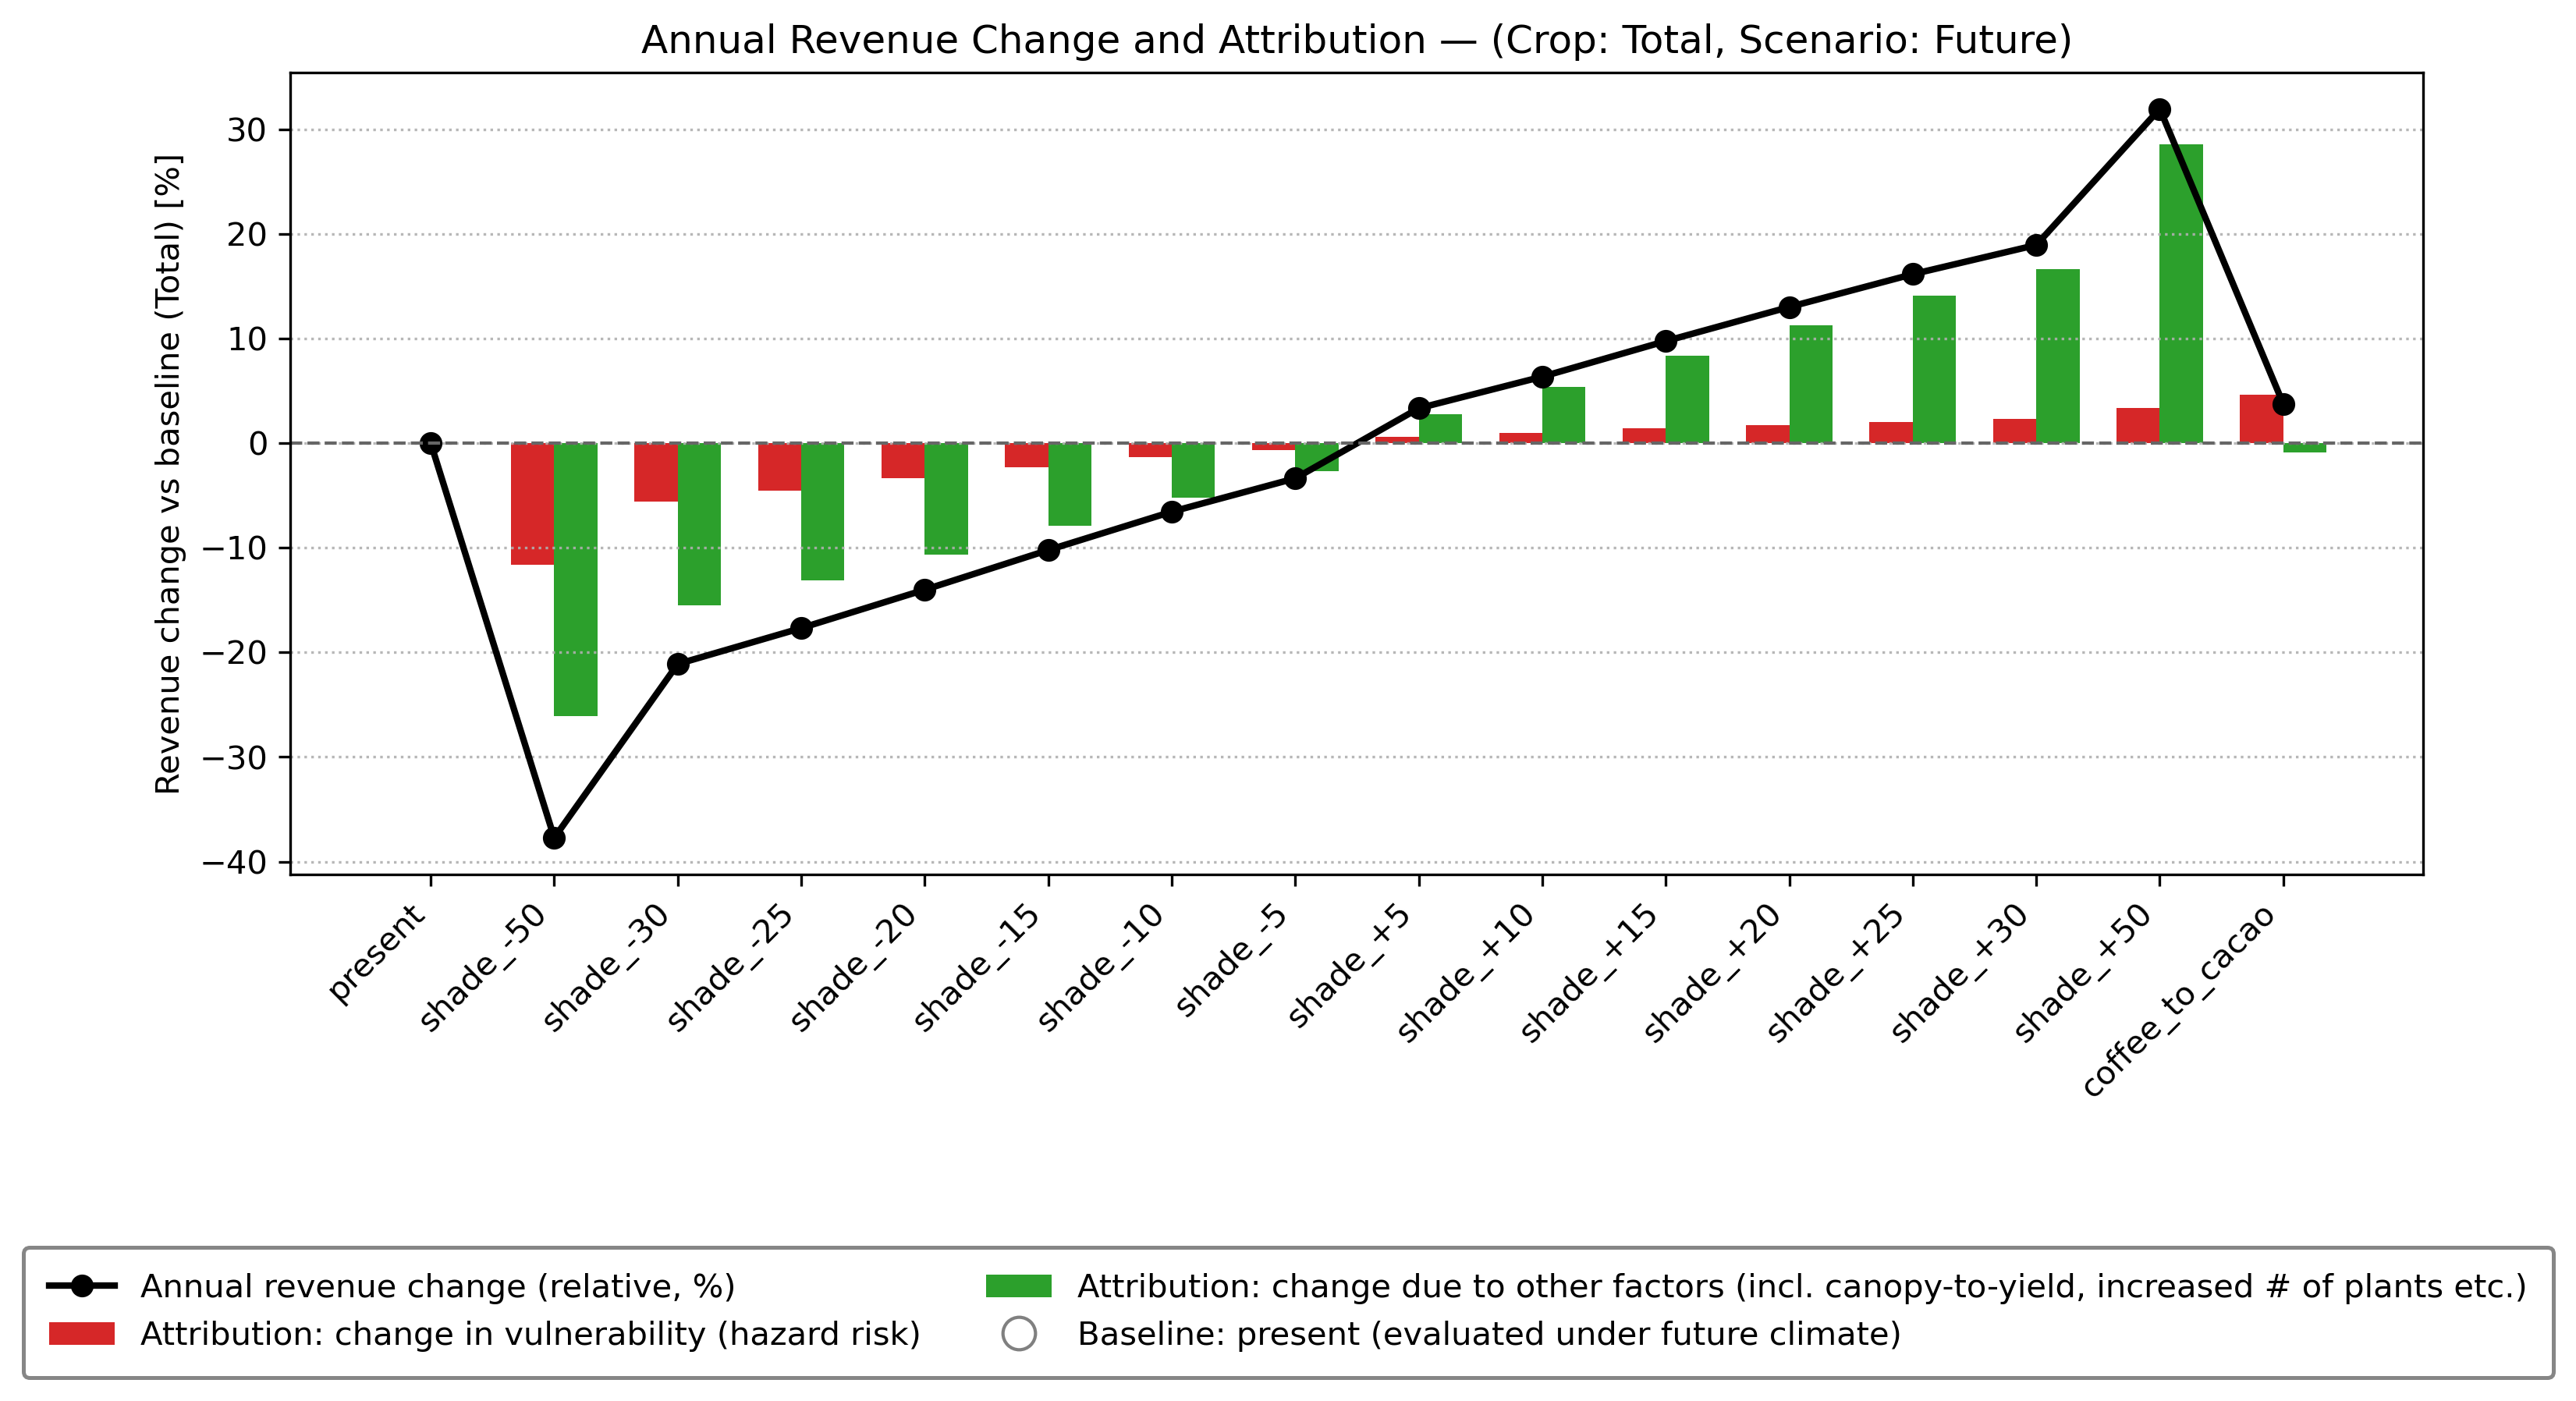 Annual Revenue Change and Attribution — (Crop: Total, Scenario: Future)
Revenue change vs baseline (Total) [%]
30
20
10
0
−10
−20
−30
−40
present
shade_-50
shade_-30
shade_-25
shade_-20
shade_-15
shade_-10
shade_-5
shade_+5
shade_+10
shade_+15
shade_+20
shade_+25
shade_+30
shade_+50
coffee_to_cacao
Annual revenue change (relative, %)
Attribution: change in vulnerability (hazard risk)
Attribution: change due to other factors (incl. canopy-to-yield, increased # of plants etc.)
Baseline: present (evaluated under future climate)